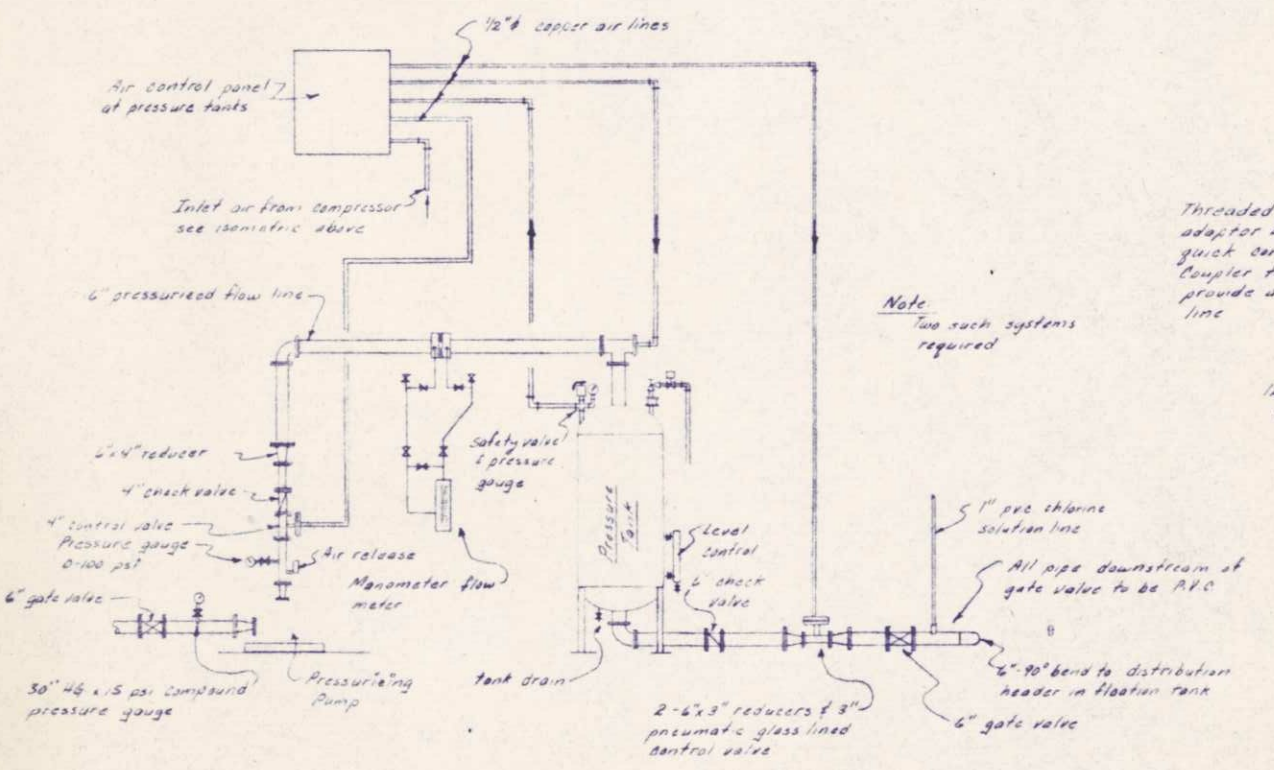 1/2" ϕ copper air lines
Air control panel
at pressure tanks
Inlet air from compressor
see isometric above
6" pressurized flow line
Note
Two such systems
required
Threaded
adaptor
quick
Coupler
provide
line
6"x4" reducer
4" check valve
4" control valve
Pressure gauge
0-100 psi
6" gate valve
30" HG x 15 psi compound
pressure gauge
Pressurizing
Pump
Air release
Manometer flow
meter
Safety valve
& pressure
gauge
Pressure
Tank
Level
control
6" check
valve
tank drain
2-6"x3" reducers & 3"
pneumatic glass lined
control valve
1" pvc chlorine
solution line
All pipe downstream of
gate valve to be P.V.C
6"-90° bend to distribution
header in floation tank
6" gate valve